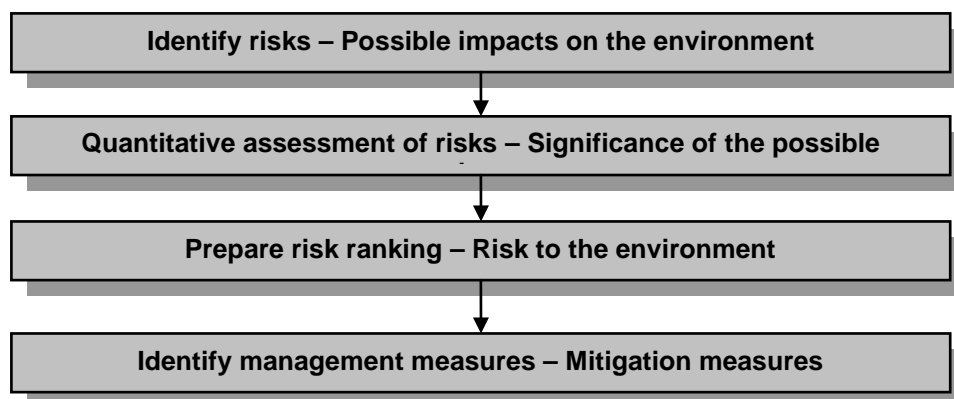 Identify risks – Possible impacts on the environment
Quantitative assessment of risks – Significance of the possible
Prepare risk ranking – Risk to the environment
Identify management measures – Mitigation measures